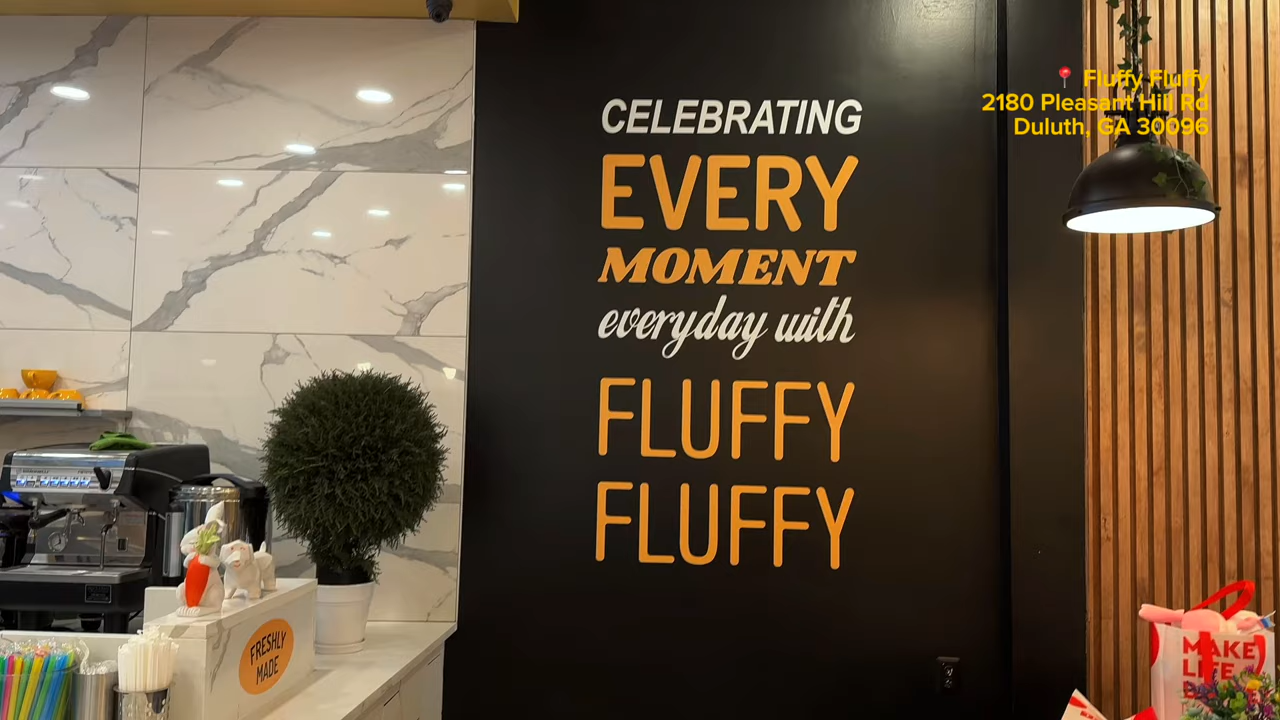 📍 Fluffy Fluffy
2180 Pleasant Hill Rd
Duluth, GA 30096
CELEBRATING
EVERY
MOMENT
everyday with
FLUFFY
FLUFFY
FRESHLY
MADE
MAKE
LIFE